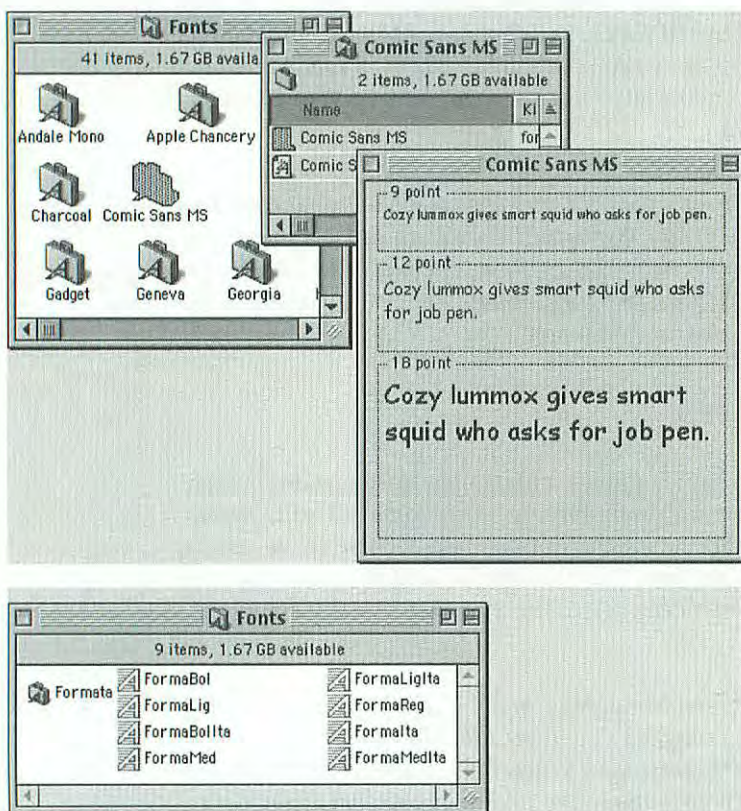 Fonts
41 items, 1.67 GB availa
Andale Mono
Apple Chancery
Charcoal
Comic Sans MS
Gadget
Geneva
Georgia
Comic Sans MS
2 items, 1.67 GB available
Name
Ki
Comic Sans MS
for
Comic S
Comic Sans MS
9 point
Cozy lummox gives smart squid who asks for job pen.
12 point
Cozy lummox gives smart squid who asks
for job pen.
18 point
Cozy lummox gives smart
squid who asks for job pen.
Fonts
9 items, 1.67 GB available
Formata
FormaBol
FormaLig
FormaBolIta
FormaMed
FormaLigIta
FormaReg
FormaIta
FormaMedIta